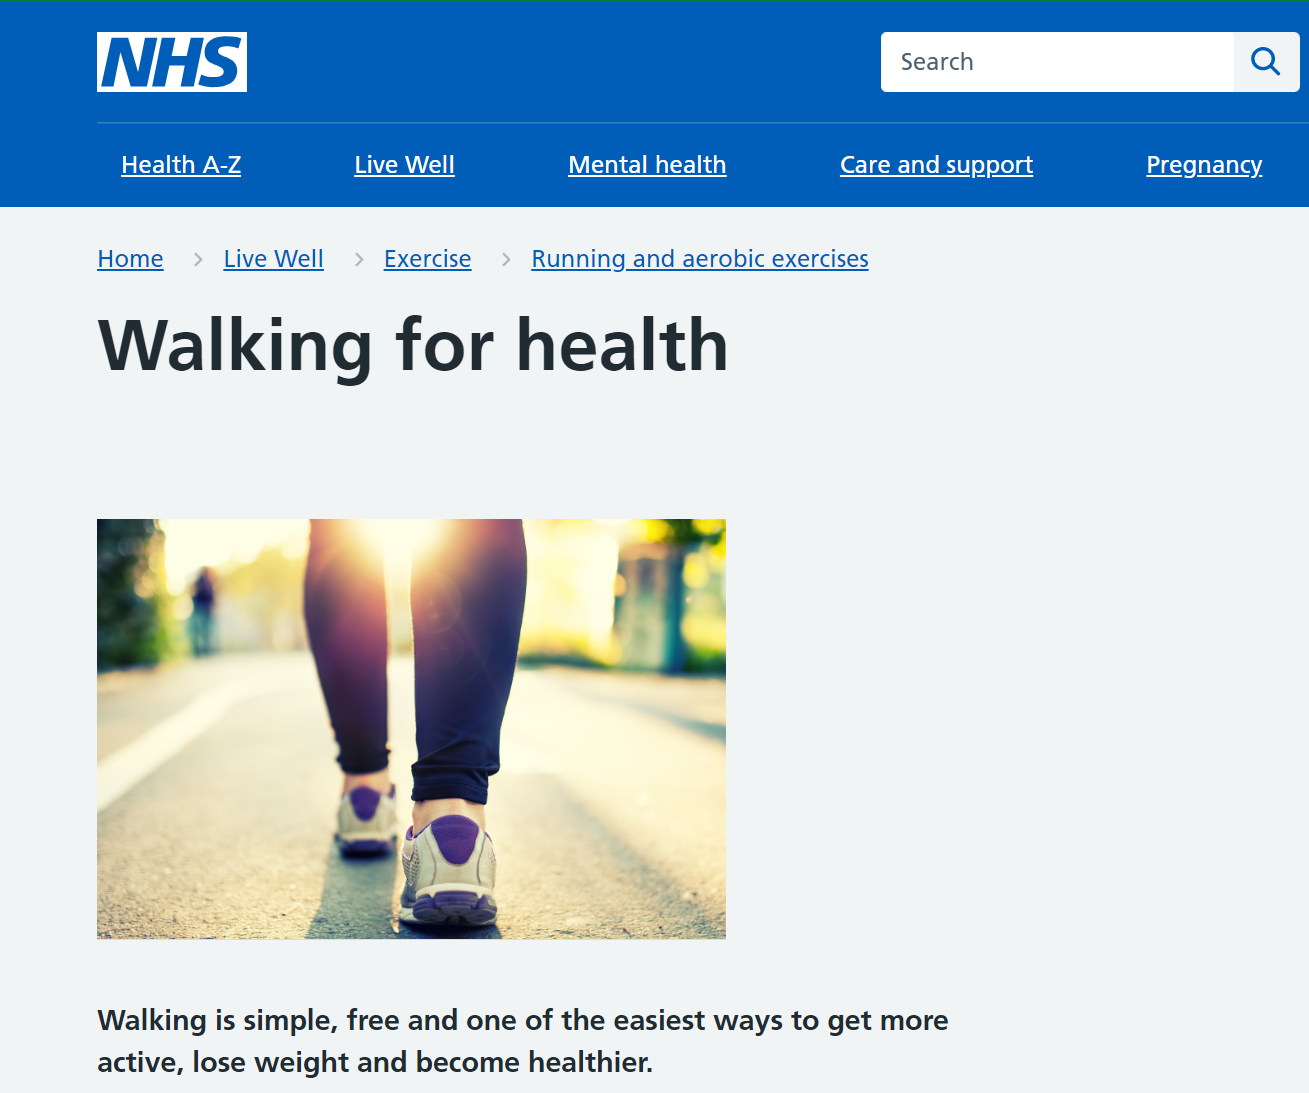 NHS
Search
Health A-Z Live Well Mental health Care and support Pregnancy
Home Live Well Exercise Running and aerobic exercises
Walking for health
Walking is simple, free and one of the easiest ways to get more
active, lose weight and become healthier.